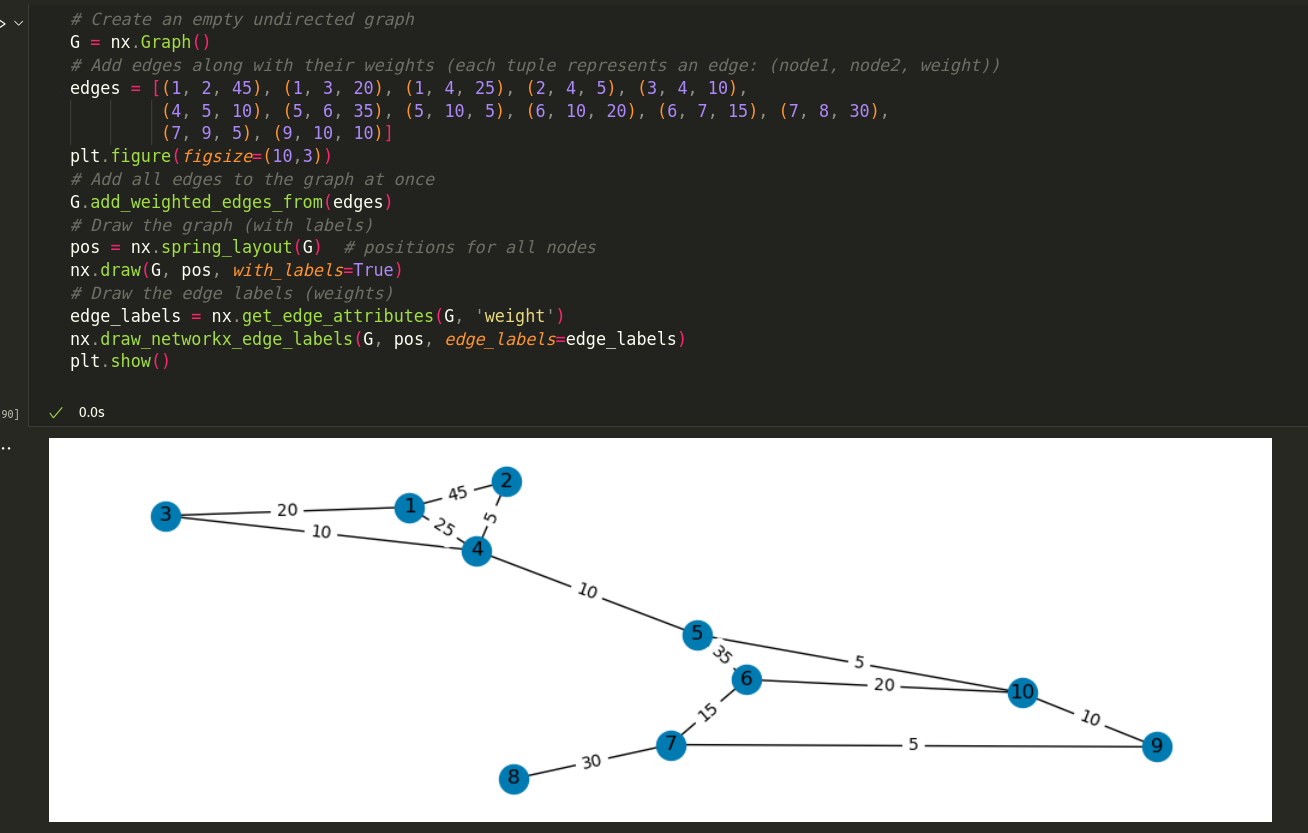 # Create an empty undirected graph
G = nx.Graph()
# Add edges along with their weights (each tuple represents an edge: (node1, node2, weight))
edges = [(1, 2, 45), (1, 3, 20), (1, 4, 25), (2, 4, 5), (3, 4, 10),
(4, 5, 10), (5, 6, 35), (5, 10, 5), (6, 10, 20), (6, 7, 15), (7, 8, 30),
(7, 9, 5), (9, 10, 10)]
plt.figure(figsize=(10,3))
# Add all edges to the graph at once
G.add_weighted_edges_from(edges)
# Draw the graph (with labels)
pos = nx.spring_layout(G)  # positions for all nodes
nx.draw(G, pos, with_labels=True)
# Draw the edge labels (weights)
edge_labels = nx.get_edge_attributes(G, 'weight')
nx.draw_networkx_edge_labels(G, pos, edge_labels=edge_labels)
plt.show()
90]
0.0s
2
45
1
20
3
5
25
10
4
10
5
35
5
6
20
10
15
10
7
5
9
30
8